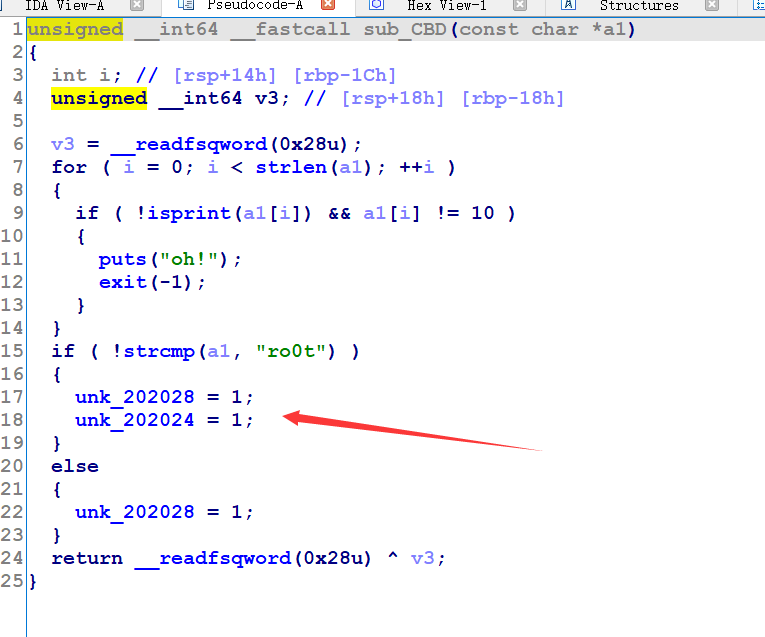 IDA View-A Pseudocode-A Hex View-1 Structures
1 unsigned __int64 __fastcall sub_CBD(const char *a1)
2 {
3   int i; // [rsp+14h] [rbp-1Ch]
4   unsigned __int64 v3; // [rsp+18h] [rbp-18h]
5
6   v3 = __readfsqword(0x28u);
7   for ( i = 0; i < strlen(a1); ++i )
8   {
9     if ( !isprint(a1[i]) && a1[i] != 10 )
10     {
11       puts("oh!");
12       exit(-1);
13     }
14   }
15   if ( !strcmp(a1, "ro0t") )
16   {
17     unk_202028 = 1;
18     unk_202024 = 1;
19   }
20   else
21   {
22     unk_202028 = 1;
23   }
24   return __readfsqword(0x28u) ^ v3;
25 }